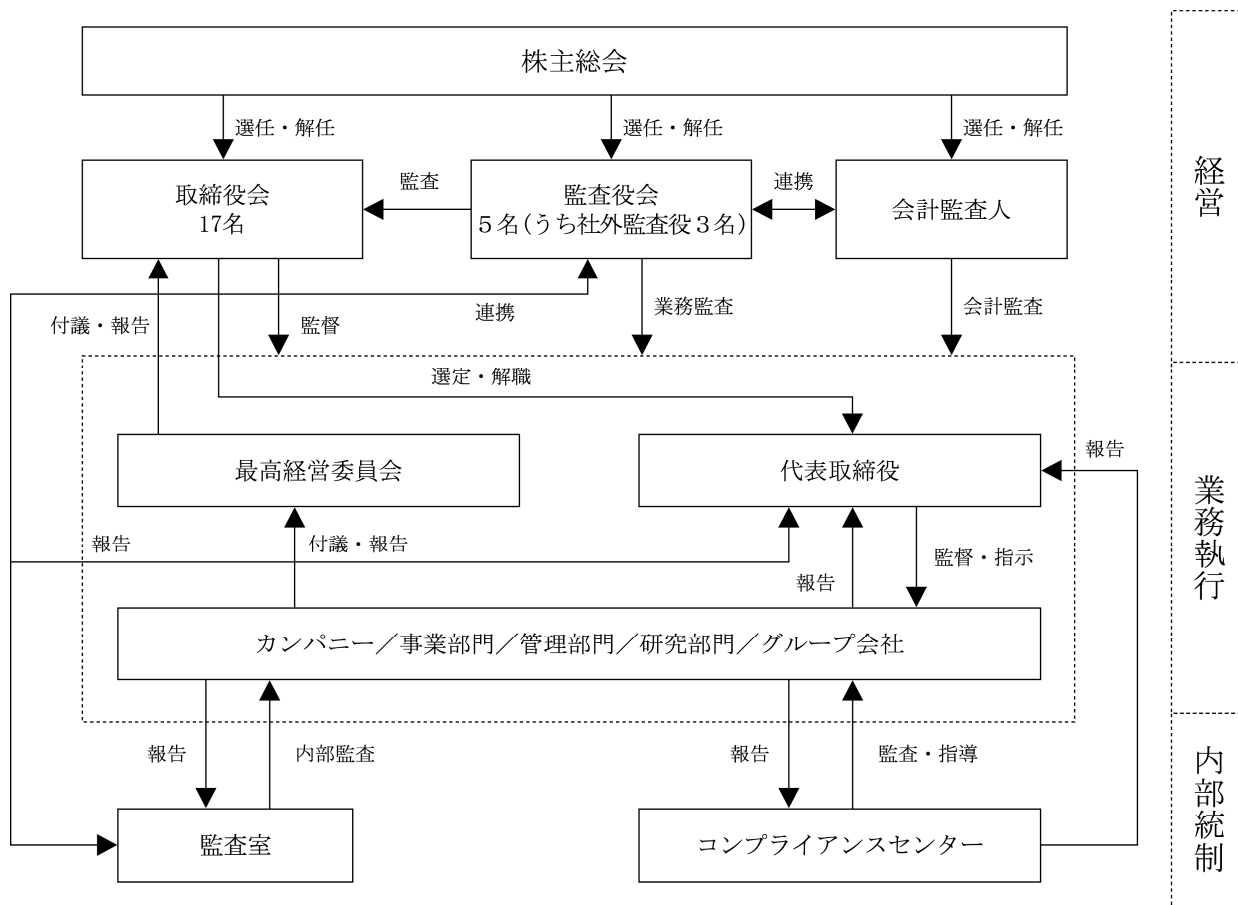 株主総会
選任・解任
選任・解任
選任・解任
取締役会
17名
監査
監査役会
５名(うち社外監査役３名)
連携
会計監査人
経営
付議・報告
監督
連携
業務監査
会計監査
選定・解職
最高経営委員会
代表取締役
報告
業務執行
報告
付議・報告
報告
監督・指示
カンパニー／事業部門／管理部門／研究部門／グループ会社
報告
内部監査
報告
監査・指導
内部統制
監査室
コンプライアンスセンター